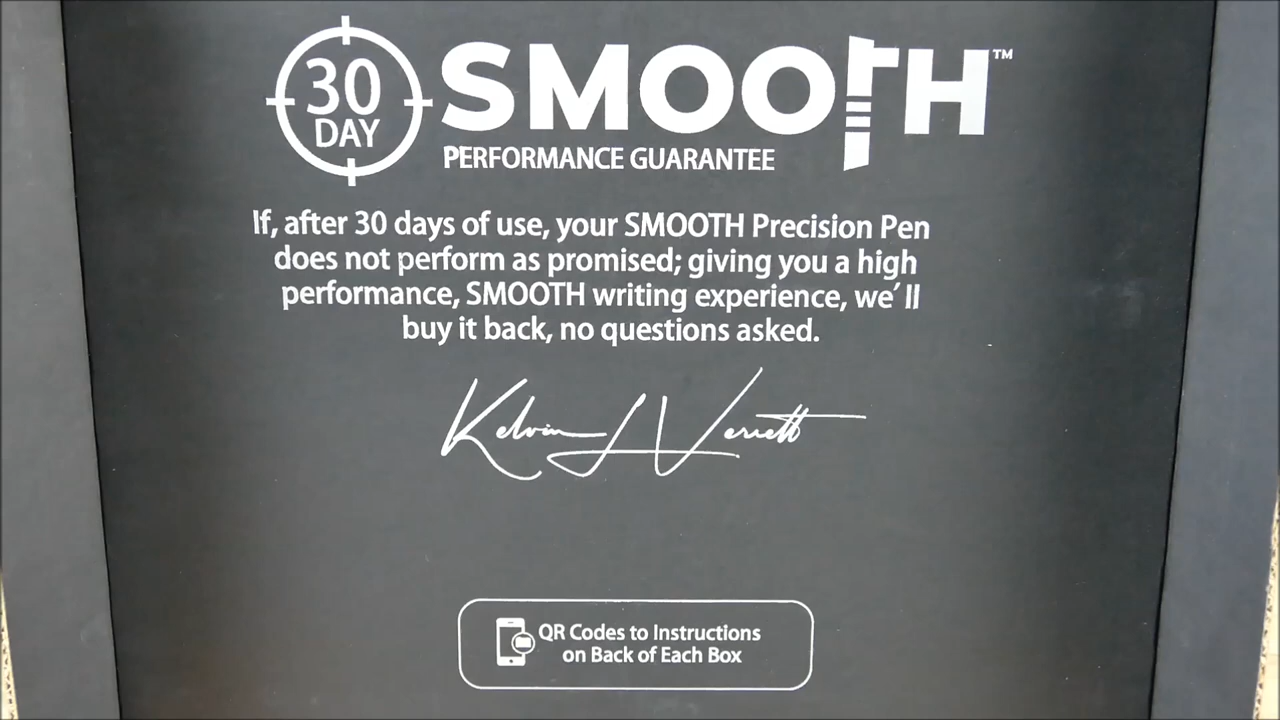 30
DAY
SMOOTH™
PERFORMANCE GUARANTEE
If, after 30 days of use, your SMOOTH Precision Pen
does not perform as promised; giving you a high
performance, SMOOTH writing experience, we'll
buy it back, no questions asked.
Kelvin L Verrett
QR Codes to Instructions
on Back of Each Box